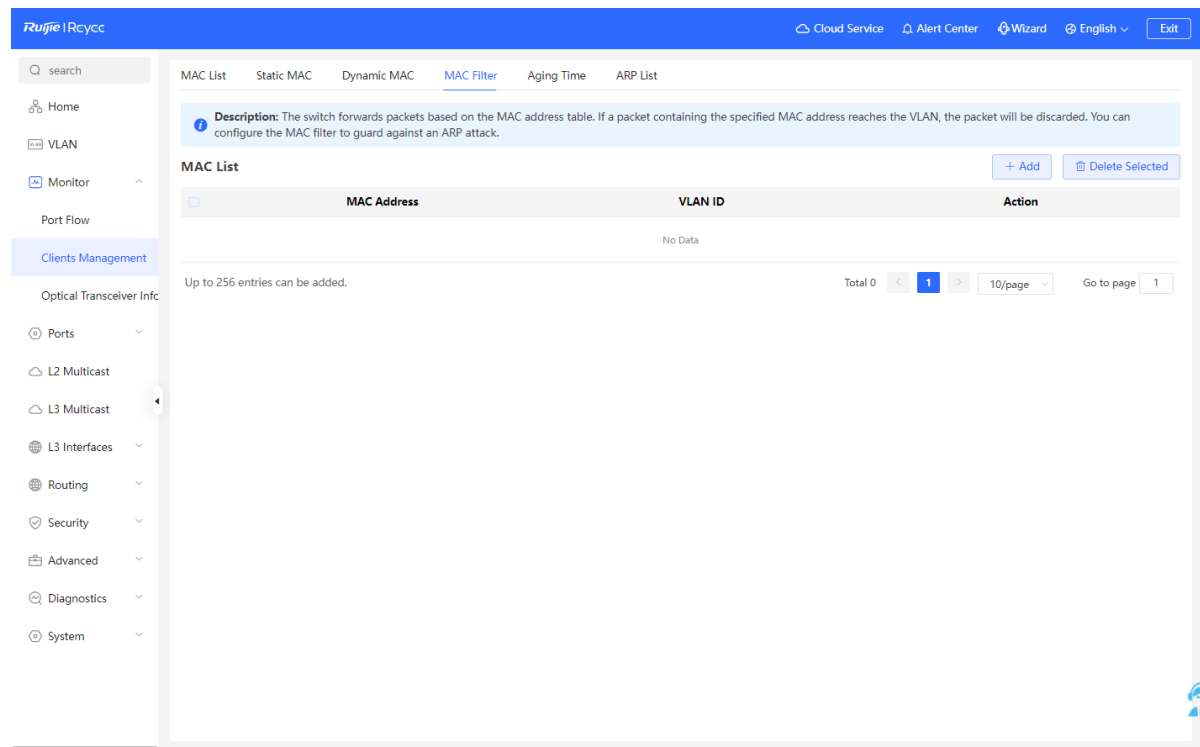 Ruijie | Rcycc
Cloud Service Alert Center Wizard English Exit
search
Home
VLAN
Monitor
Port Flow
Clients Management
Optical Transceiver Info
Ports
L2 Multicast
L3 Multicast
L3 Interfaces
Routing
Security
Advanced
Diagnostics
System
MAC List Static MAC Dynamic MAC MAC Filter Aging Time ARP List
Description: The switch forwards packets based on the MAC address table. If a packet containing the specified MAC address reaches the VLAN, the packet will be discarded. You can
configure the MAC filter to guard against an ARP attack.
MAC List + Add Delete Selected
MAC Address VLAN ID Action
No Data
Up to 256 entries can be added. Total 0 < 1 > 10/page Go to page 1